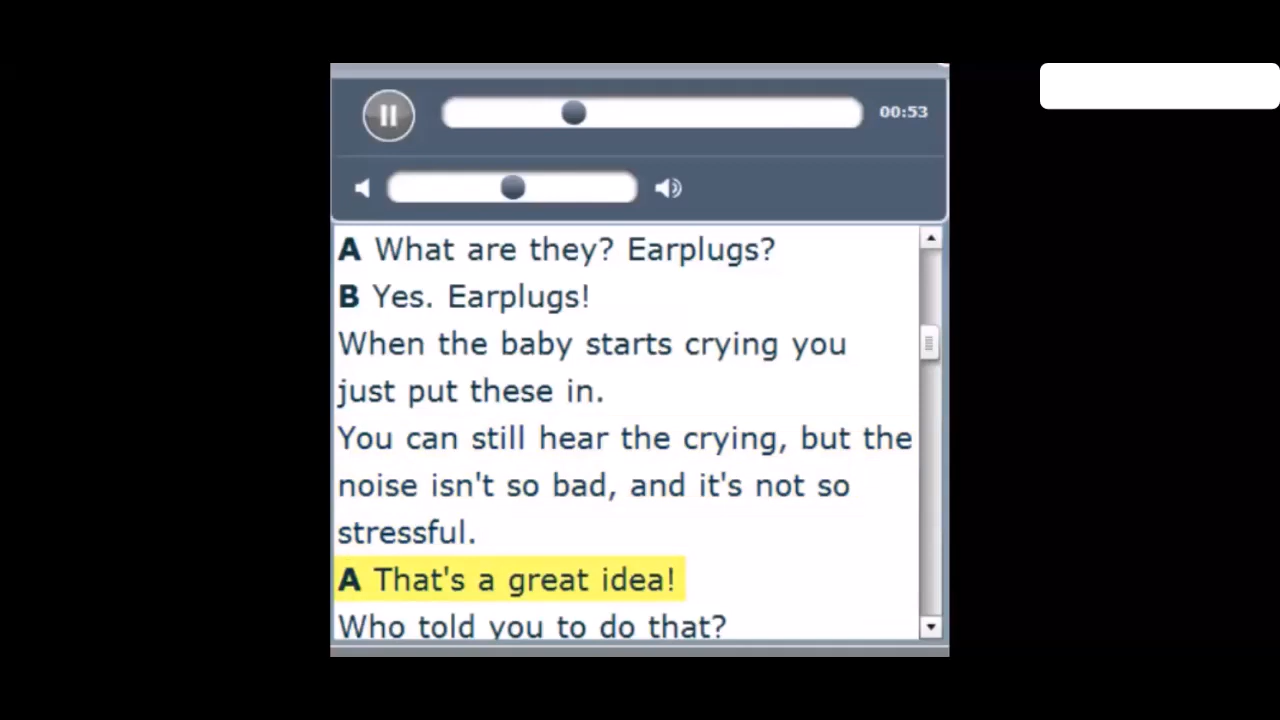 00:53
A What are they? Earplugs?
B Yes. Earplugs!
When the baby starts crying you
just put these in.
You can still hear the crying, but the
noise isn't so bad, and it's not so
stressful.
A That's a great idea!
Who told you to do that?